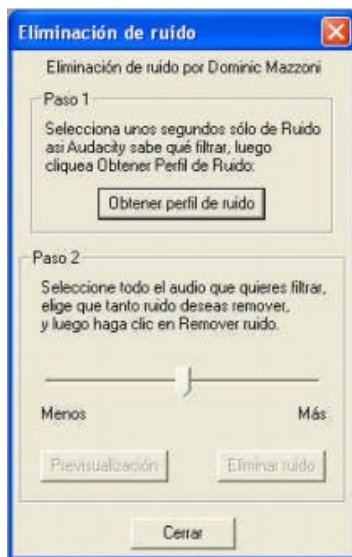 Eliminación de ruido
Eliminación de ruido por Dominic Mazzoni
Paso 1
Selecciona unos segundos sólo de Ruido
asi Audacity sabe qué filtrar, luego
cliquea Obtener Perfil de Ruido:
Obtener perfil de ruido
Paso 2
Seleccione todo el audio que quieres filtrar,
elige que tanto ruido deseas remover,
y luego haga clic en Remover ruido.
Menos Más
Previsualización Eliminar ruido
Cerrar